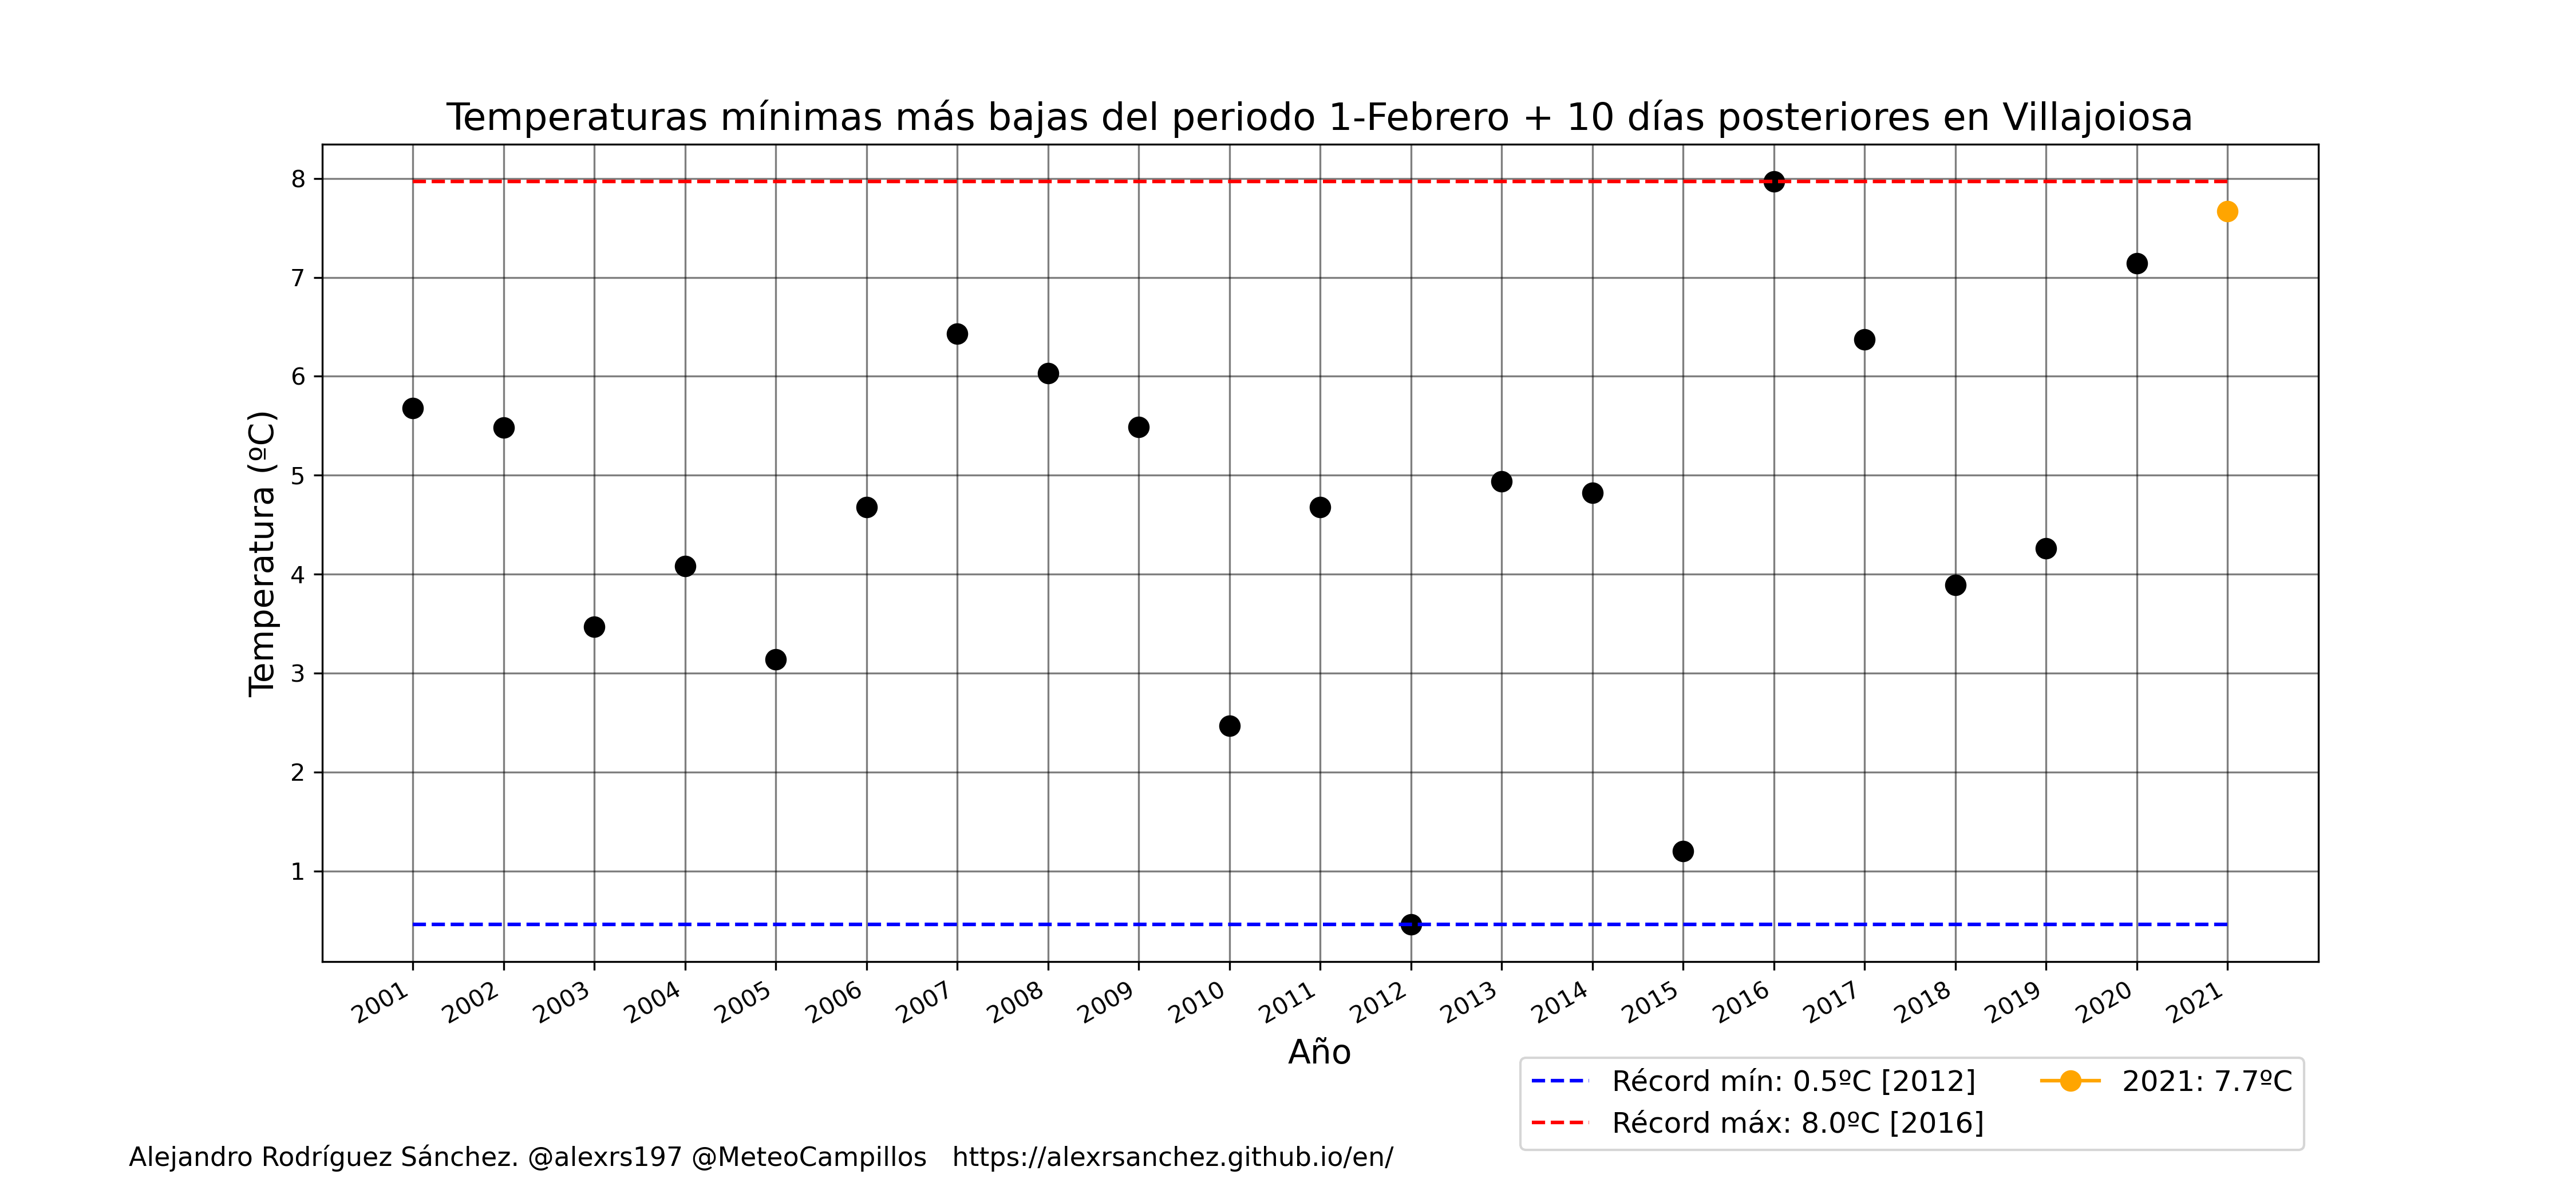 Temperaturas mínimas más bajas del periodo 1-Febrero + 10 días posteriores en Villajoiosa
8
7
6
5
4
3
2
1
Temperatura (ºC)
2001 2002 2003 2004 2005 2006 2007 2008 2009 2010 2011 2012 2013 2014 2015 2016 2017 2018 2019 2020 2021
Año
Récord mín: 0.5ºC [2012]
Récord máx: 8.0ºC [2016]
2021: 7.7ºC
Alejandro Rodríguez Sánchez. @alexrs197 @MeteoCampillos https://alexrsanchez.github.io/en/